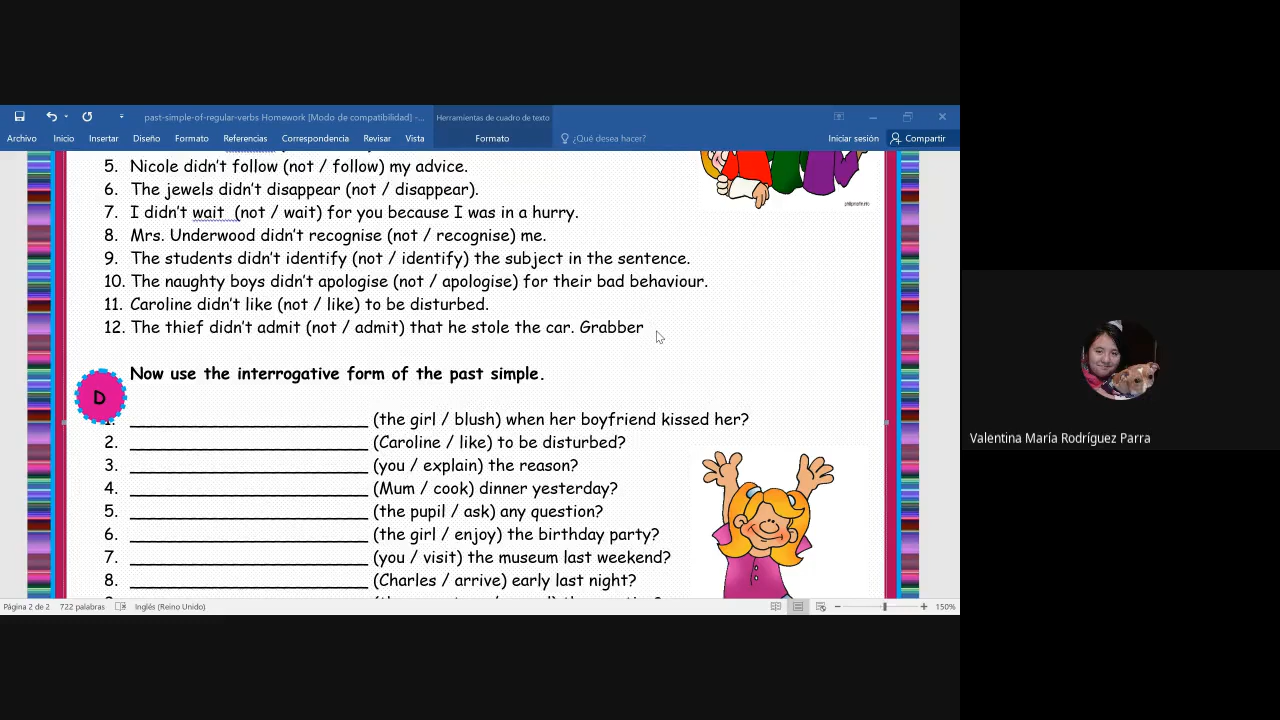 past-simple-of-regular-verbs Homework [Modo de compatibilidad] -...
Herramientas de cuadro de texto
Archivo Inicio Insertar Diseño Formato Referencias Correspondencia Revisar Vista Formato ¿Qué desea hacer? Iniciar sesión Compartir
5. Nicole didn't follow (not / follow) my advice.
6. The jewels didn't disappear (not / disappear).
7. I didn't wait (not / wait) for you because I was in a hurry.
8. Mrs. Underwood didn't recognise (not / recognise) me.
9. The students didn't identify (not / identify) the subject in the sentence.
10. The naughty boys didn't apologise (not / apologise) for their bad behaviour.
11. Caroline didn't like (not / like) to be disturbed.
12. The thief didn't admit (not / admit) that he stole the car. Grabber
Now use the interrogative form of the past simple.
D
1. __________________________ (the girl / blush) when her boyfriend kissed her?
2. __________________________ (Caroline / like) to be disturbed?
3. __________________________ (you / explain) the reason?
4. __________________________ (Mum / cook) dinner yesterday?
5. __________________________ (the pupil / ask) any question?
6. __________________________ (the girl / enjoy) the birthday party?
7. __________________________ (you / visit) the museum last weekend?
8. __________________________ (Charles / arrive) early last night?
Página 2 de 2 722 palabras Inglés (Reino Unido) 150%
Valentina María Rodríguez Parra